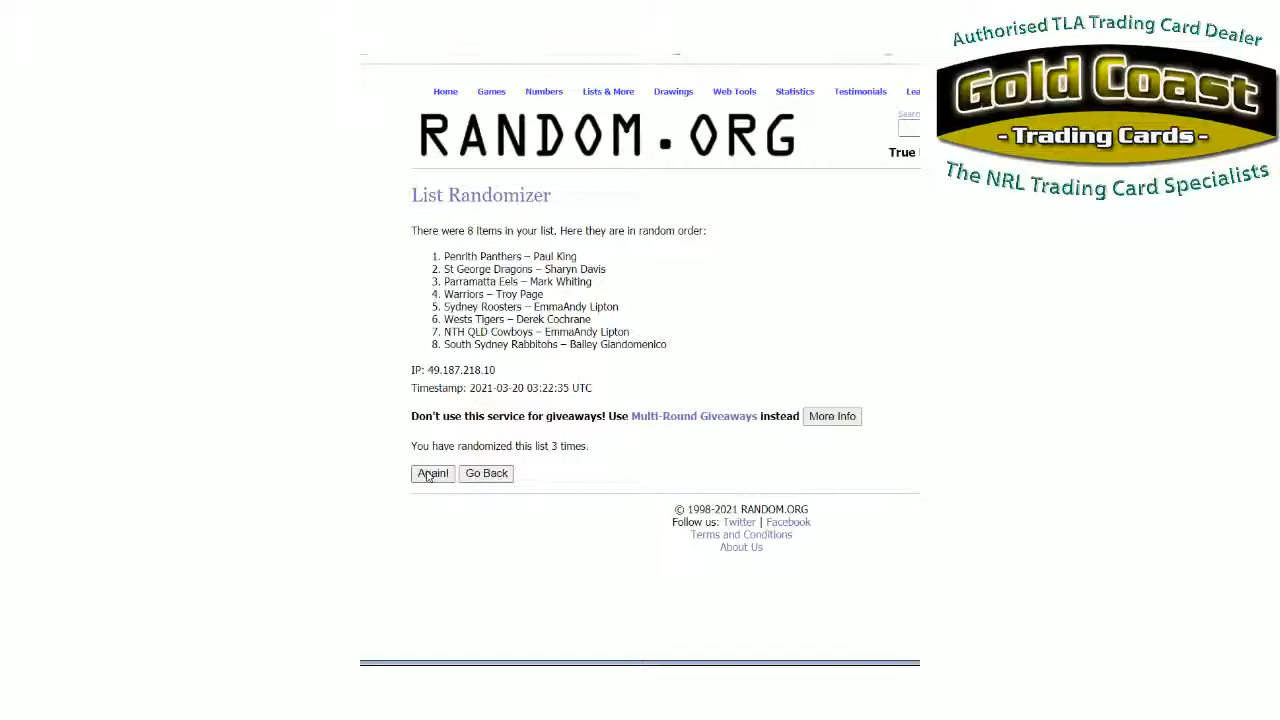 Authorised TLA Trading Card Dealer
Gold Coast
- Trading Cards -
The NRL Trading Card Specialists
Home Games Numbers Lists & More Drawings Web Tools Statistics Testimonials Lea
RANDOM.ORG
Searc
True
List Randomizer
There were 8 items in your list. Here they are in random order:
1. Penrith Panthers – Paul King
2. St George Dragons – Sharyn Davis
3. Parramatta Eels – Mark Whiting
4. Warriors – Troy Page
5. Sydney Roosters – EmmaAndy Lipton
6. Wests Tigers – Derek Cochrane
7. NTH QLD Cowboys – EmmaAndy Lipton
8. South Sydney Rabbitohs – Bailey Giandomenico
IP: 49.187.218.10
Timestamp: 2021-03-20 03:22:35 UTC
Don't use this service for giveaways! Use Multi-Round Giveaways instead More Info
You have randomized this list 3 times.
Again! Go Back
© 1998-2021 RANDOM.ORG
Follow us: Twitter | Facebook
Terms and Conditions
About Us